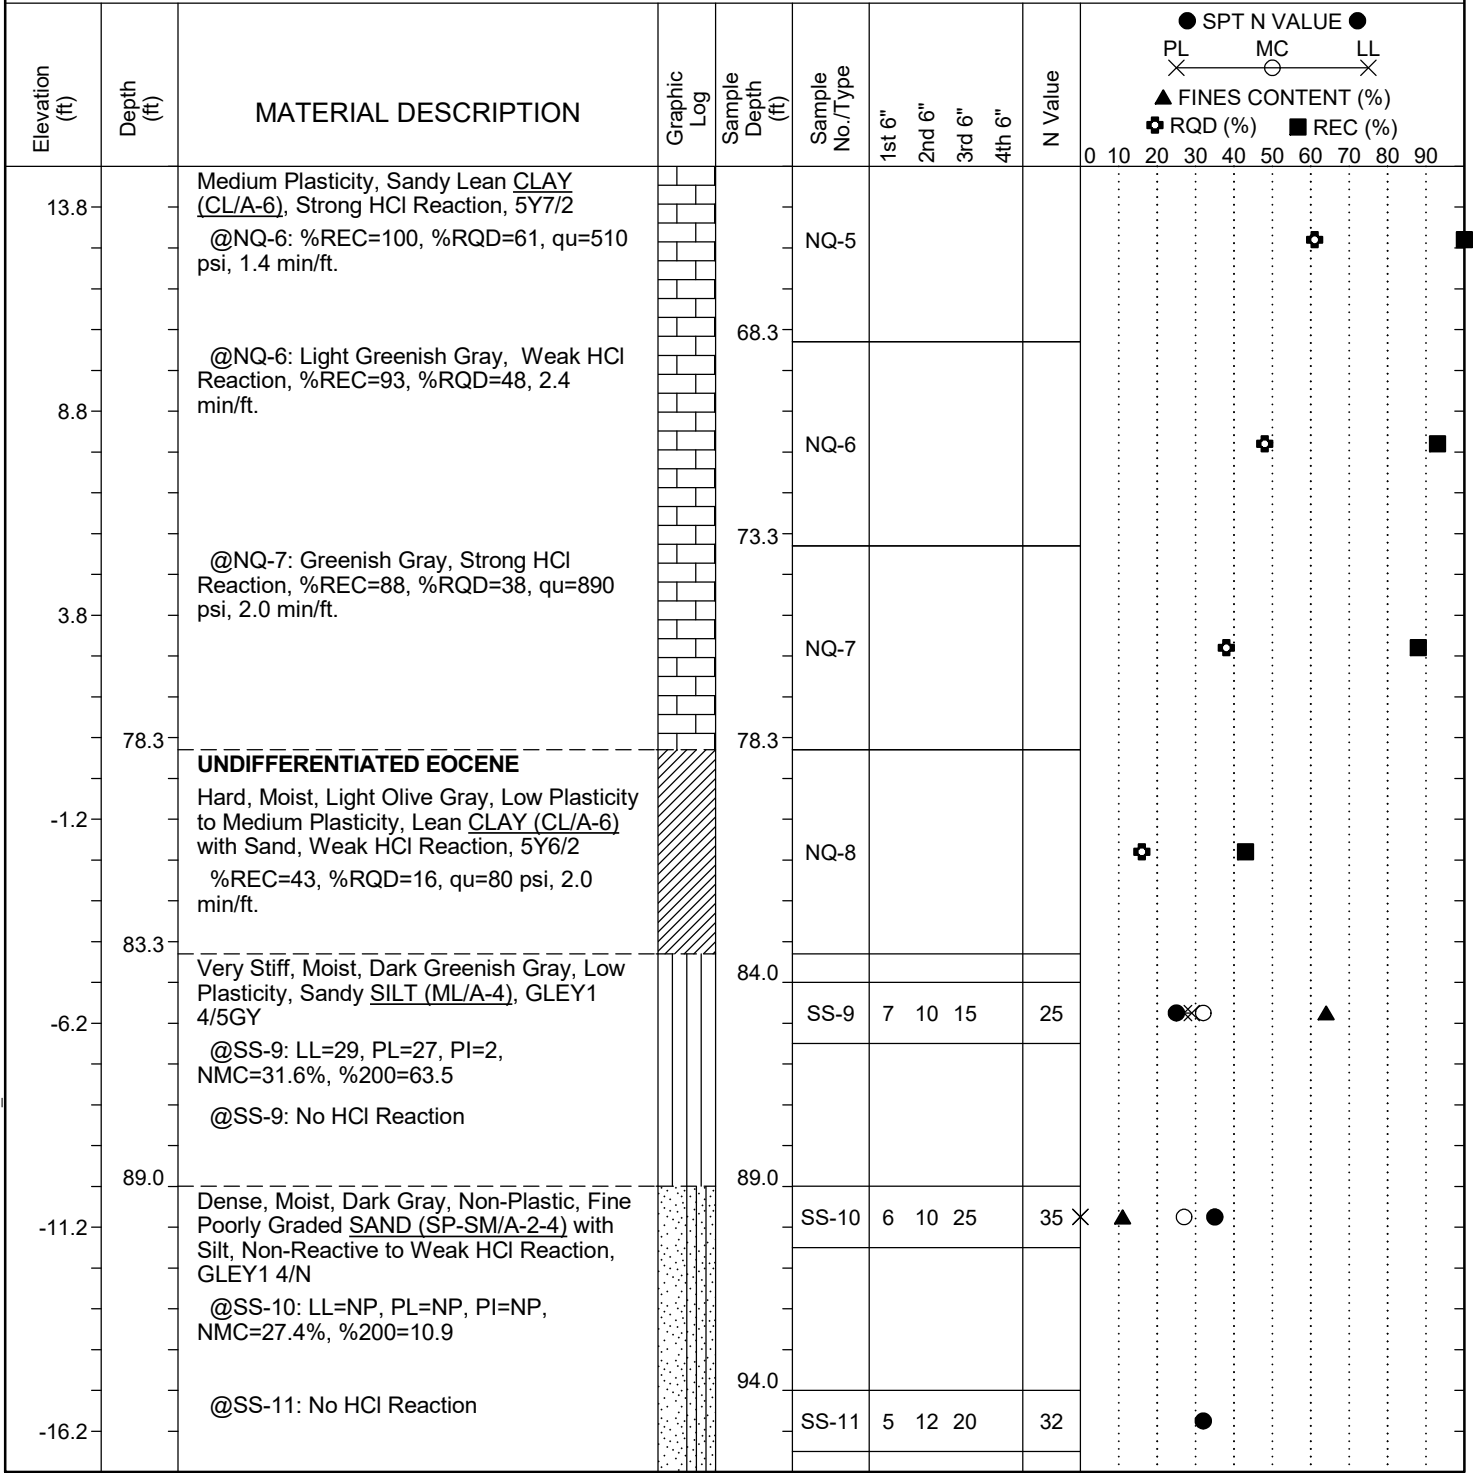 Elevation
(ft)
Depth
(ft)
MATERIAL DESCRIPTION
Graphic
Log
Sample
Depth
(ft)
Sample
No./Type
1st 6"
2nd 6"
3rd 6"
4th 6"
N Value
SPT N VALUE
PL MC LL
FINES CONTENT (%)
RQD (%) REC (%)
0 10 20 30 40 50 60 70 80 90
Medium Plasticity, Sandy Lean CLAY
(CL/A-6), Strong HCl Reaction, 5Y7/2
13.8
@NQ-6: %REC=100, %RQD=61, qu=510
psi, 1.4 min/ft.
NQ-5
68.3
@NQ-6: Light Greenish Gray, Weak HCl
Reaction, %REC=93, %RQD=48, 2.4
min/ft.
8.8
NQ-6
73.3
@NQ-7: Greenish Gray, Strong HCl
Reaction, %REC=88, %RQD=38, qu=890
psi, 2.0 min/ft.
3.8
NQ-7
78.3
78.3
UNDIFFERENTIATED EOCENE
Hard, Moist, Light Olive Gray, Low Plasticity
to Medium Plasticity, Lean CLAY (CL/A-6)
with Sand, Weak HCl Reaction, 5Y6/2
-1.2
NQ-8
%REC=43, %RQD=16, qu=80 psi, 2.0
min/ft.
83.3
84.0
Very Stiff, Moist, Dark Greenish Gray, Low
Plasticity, Sandy SILT (ML/A-4), GLEY1
4/5GY
-6.2
SS-9 7 10 15 25
@SS-9: LL=29, PL=27, PI=2,
NMC=31.6%, %200=63.5
@SS-9: No HCl Reaction
89.0
89.0
Dense, Moist, Dark Gray, Non-Plastic, Fine
Poorly Graded SAND (SP-SM/A-2-4) with
Silt, Non-Reactive to Weak HCl Reaction,
GLEY1 4/N
-11.2
SS-10 6 10 25 35
@SS-10: LL=NP, PL=NP, PI=NP,
NMC=27.4%, %200=10.9
94.0
@SS-11: No HCl Reaction
-16.2
SS-11 5 12 20 32